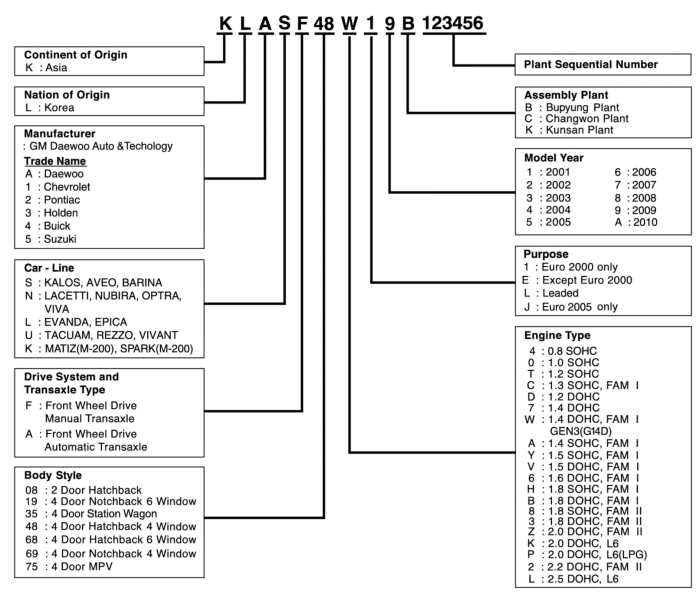 K L A S F 48 W 1 9 B 123456
Continent of Origin
K : Asia
Nation of Origin
L : Korea
Manufacturer
: GM Daewoo Auto &Techology
Trade Name
A : Daewoo
1 : Chevrolet
2 : Pontiac
3 : Holden
4 : Buick
5 : Suzuki
Car - Line
S : KALOS, AVEO, BARINA
N : LACETTI, NUBIRA, OPTRA,
VIVA
L : EVANDA, EPICA
U : TACUAM, REZZO, VIVANT
K : MATIZ(M-200), SPARK(M-200)
Drive System and
Transaxle Type
F : Front Wheel Drive
Manual Transaxle
A : Front Wheel Drive
Automatic Transaxle
Body Style
08 : 2 Door Hatchback
19 : 4 Door Notchback 6 Window
35 : 4 Door Station Wagon
48 : 4 Door Hatchback 4 Window
68 : 4 Door Hatchback 6 Window
69 : 4 Door Notchback 4 Window
75 : 4 Door MPV
Plant Sequential Number
Assembly Plant
B : Bupyung Plant
C : Changwon Plant
K : Kunsan Plant
Model Year
1 : 2001 6 : 2006
2 : 2002 7 : 2007
3 : 2003 8 : 2008
4 : 2004 9 : 2009
5 : 2005 A : 2010
Purpose
1 : Euro 2000 only
E : Except Euro 2000
L : Leaded
J : Euro 2005 only
Engine Type
4 : 0.8 SOHC
0 : 1.0 SOHC
T : 1.2 SOHC
C : 1.3 SOHC, FAM I
D : 1.2 DOHC
7 : 1.4 DOHC
W : 1.4 DOHC, FAM I
GEN3(G14D)
A : 1.4 SOHC, FAM I
Y : 1.5 SOHC, FAM I
V : 1.5 DOHC, FAM I
6 : 1.6 DOHC, FAM I
H : 1.8 SOHC, FAM I
B : 1.8 DOHC, FAM I
8 : 1.8 SOHC, FAM II
3 : 1.8 DOHC, FAM II
Z : 2.0 DOHC, FAM II
K : 2.0 DOHC, L6
P : 2.0 DOHC, L6(LPG)
2 : 2.2 DOHC, FAM II
L : 2.5 DOHC, L6